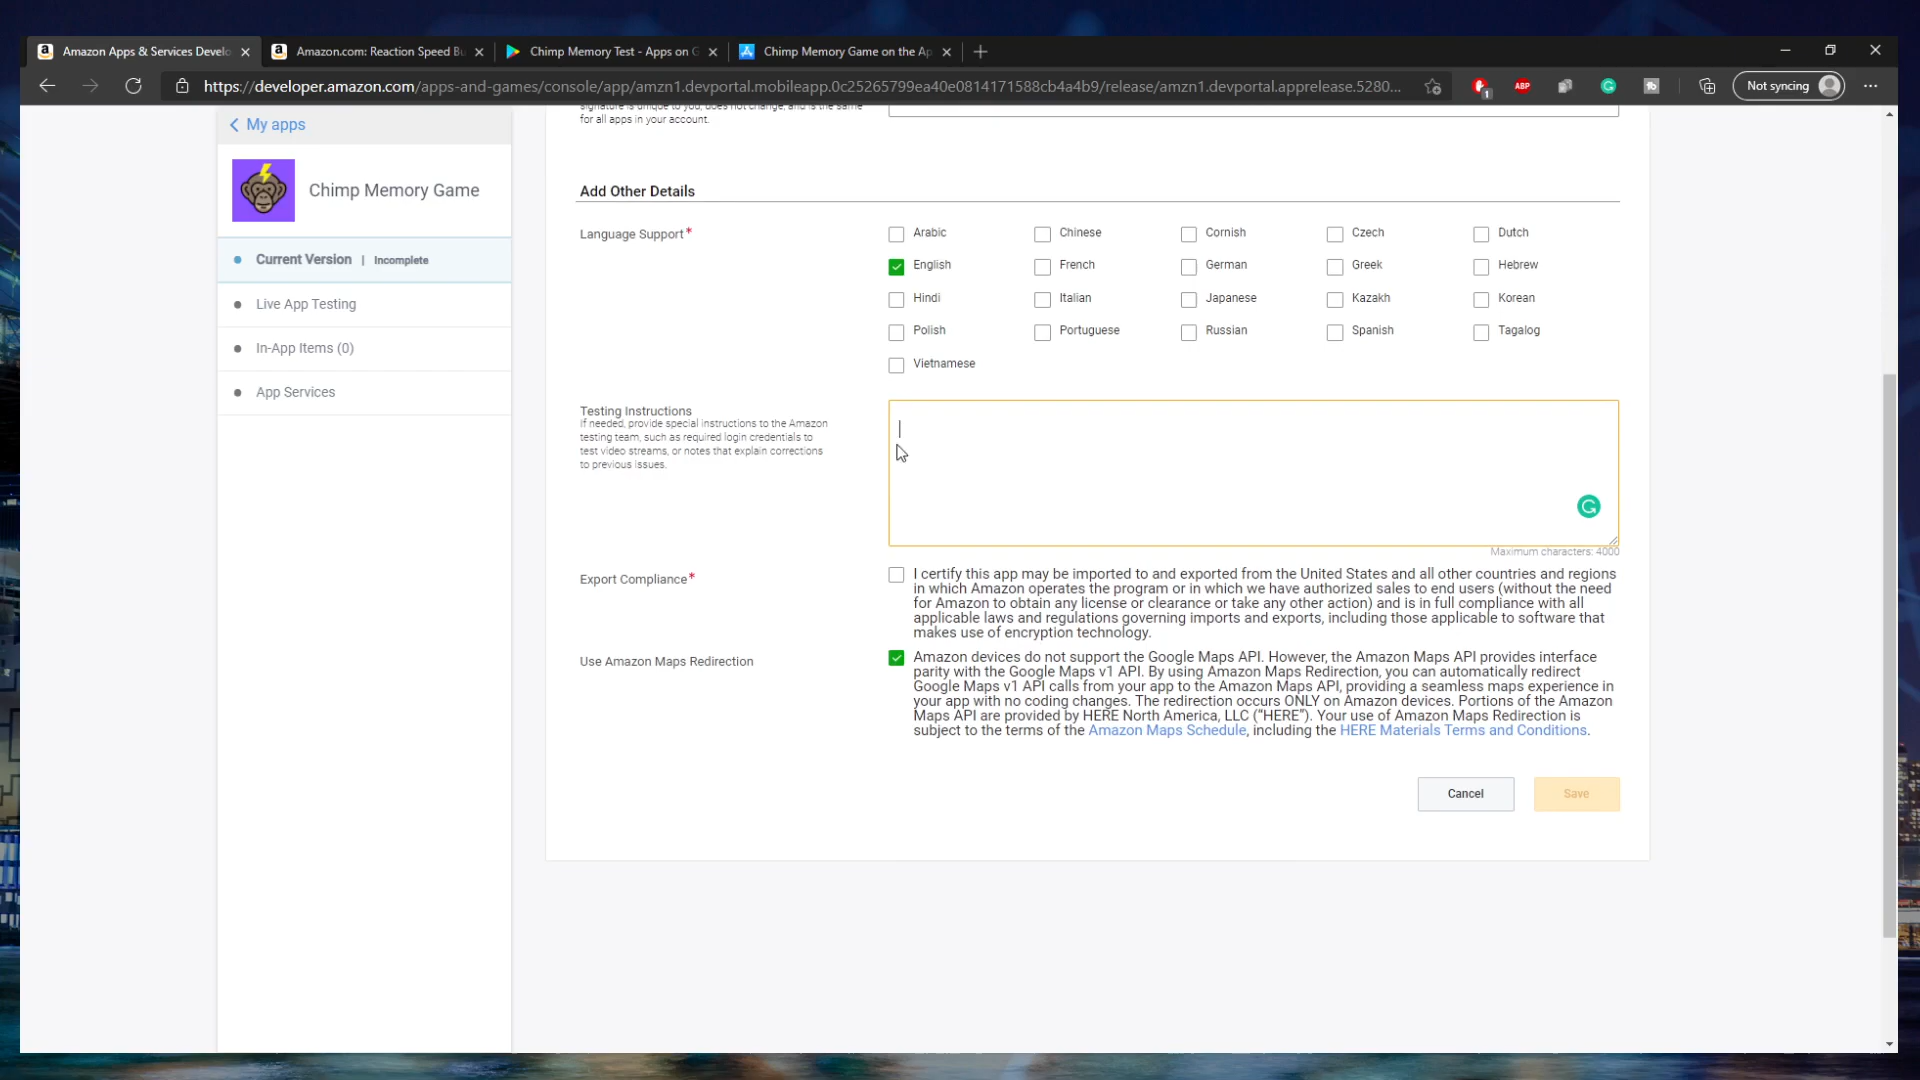 Amazon Apps & Services Develo
Amazon.com: Reaction Speed Bu
Chimp Memory Test - Apps on G
Chimp Memory Game on the Ap
https://developer.amazon.com/apps-and-games/console/app/amzn1.devportal.mobileapp.0c25265799ea40e0814171588cb4a4b9/release/amzn1.devportal.apprelease.5280...
1
ABP
Not syncing
My apps
Chimp Memory Game
Current Version | Incomplete
Live App Testing
In-App Items (0)
App Services
signature is unique to you, does not change, and is the same
for all apps in your account.
Add Other Details
Language Support*
Arabic Chinese Cornish Czech Dutch
English French German Greek Hebrew
Hindi Italian Japanese Kazakh Korean
Polish Portuguese Russian Spanish Tagalog
Vietnamese
Testing Instructions
If needed, provide special instructions to the Amazon
testing team, such as required login credentials to
test video streams, or notes that explain corrections
to previous issues.
Maximum characters: 4000
Export Compliance*
I certify this app may be imported to and exported from the United States and all other countries and regions
in which Amazon operates the program or in which we have authorized sales to end users (without the need
for Amazon to obtain any license or clearance or take any other action) and is in full compliance with all
applicable laws and regulations governing imports and exports, including those applicable to software that
makes use of encryption technology.
Use Amazon Maps Redirection
Amazon devices do not support the Google Maps API. However, the Amazon Maps API provides interface
parity with the Google Maps v1 API. By using Amazon Maps Redirection, you can automatically redirect
Google Maps v1 API calls from your app to the Amazon Maps API, providing a seamless maps experience in
your app with no coding changes. The redirection occurs ONLY on Amazon devices. Portions of the Amazon
Maps API are provided by HERE North America, LLC (“HERE”). Your use of Amazon Maps Redirection is
subject to the terms of the Amazon Maps Schedule, including the HERE Materials Terms and Conditions.
Cancel
Save